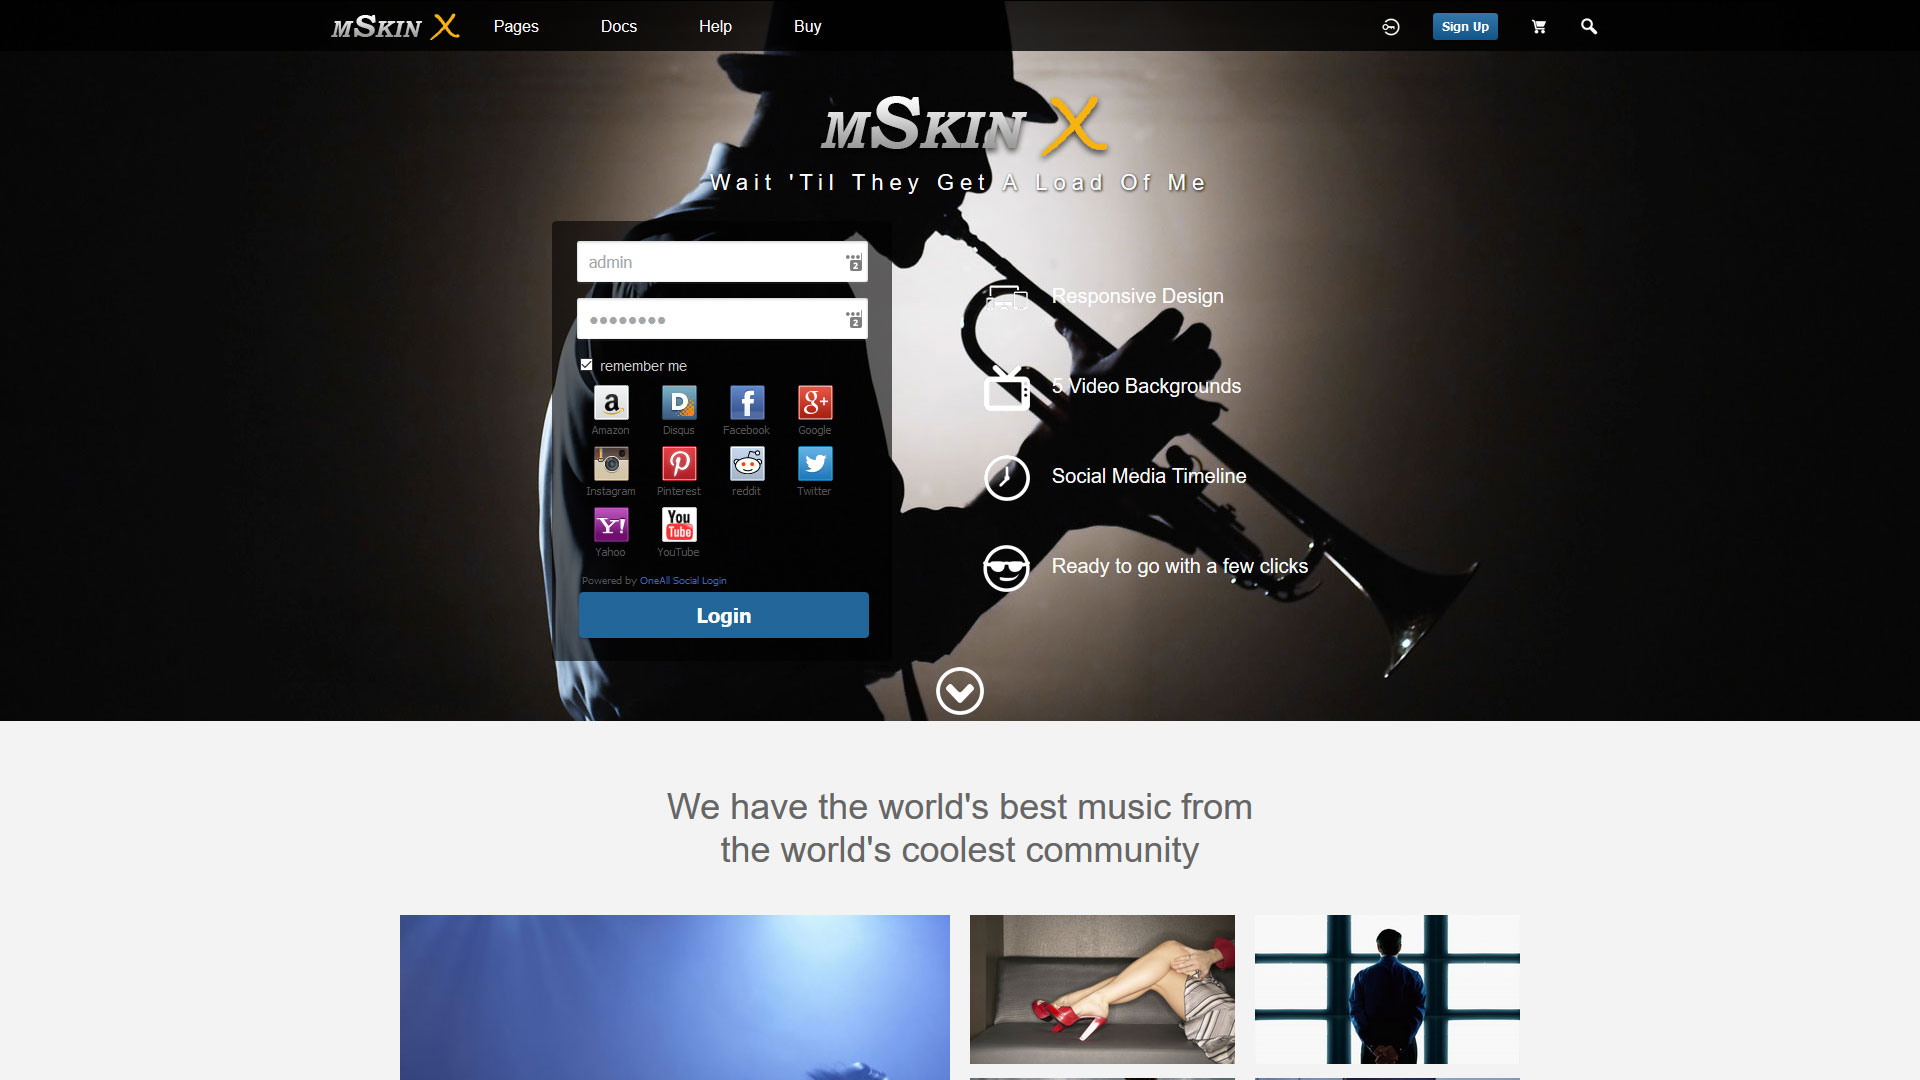 mSkin X
Pages
Docs
Help
Buy
Sign Up
mSkin X
Wait 'Til They Get A Load Of Me
admin
2
2
remember me
Amazon
Disqus
Facebook
Google
Instagram
Pinterest
reddit
Twitter
Yahoo
YouTube
Powered by OneAll Social Login
Login
Responsive Design
5 Video Backgrounds
Social Media Timeline
Ready to go with a few clicks
We have the world's best music from
the world's coolest community